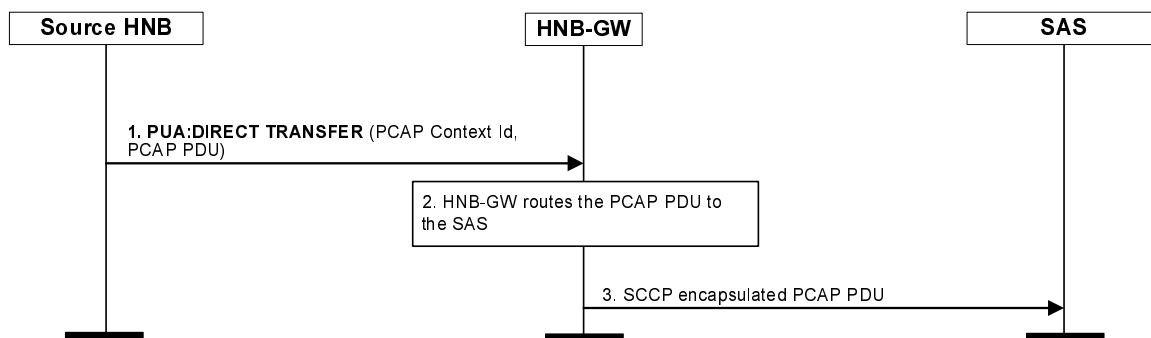 Source HNB
HNB-GW
SAS
1. PUA:DIRECT TRANSFER (PCAP Context Id,
PCAP PDU)
2. HNB-GW routes the PCAP PDU to
the SAS
3. SCCP encapsulated PCAP PDU